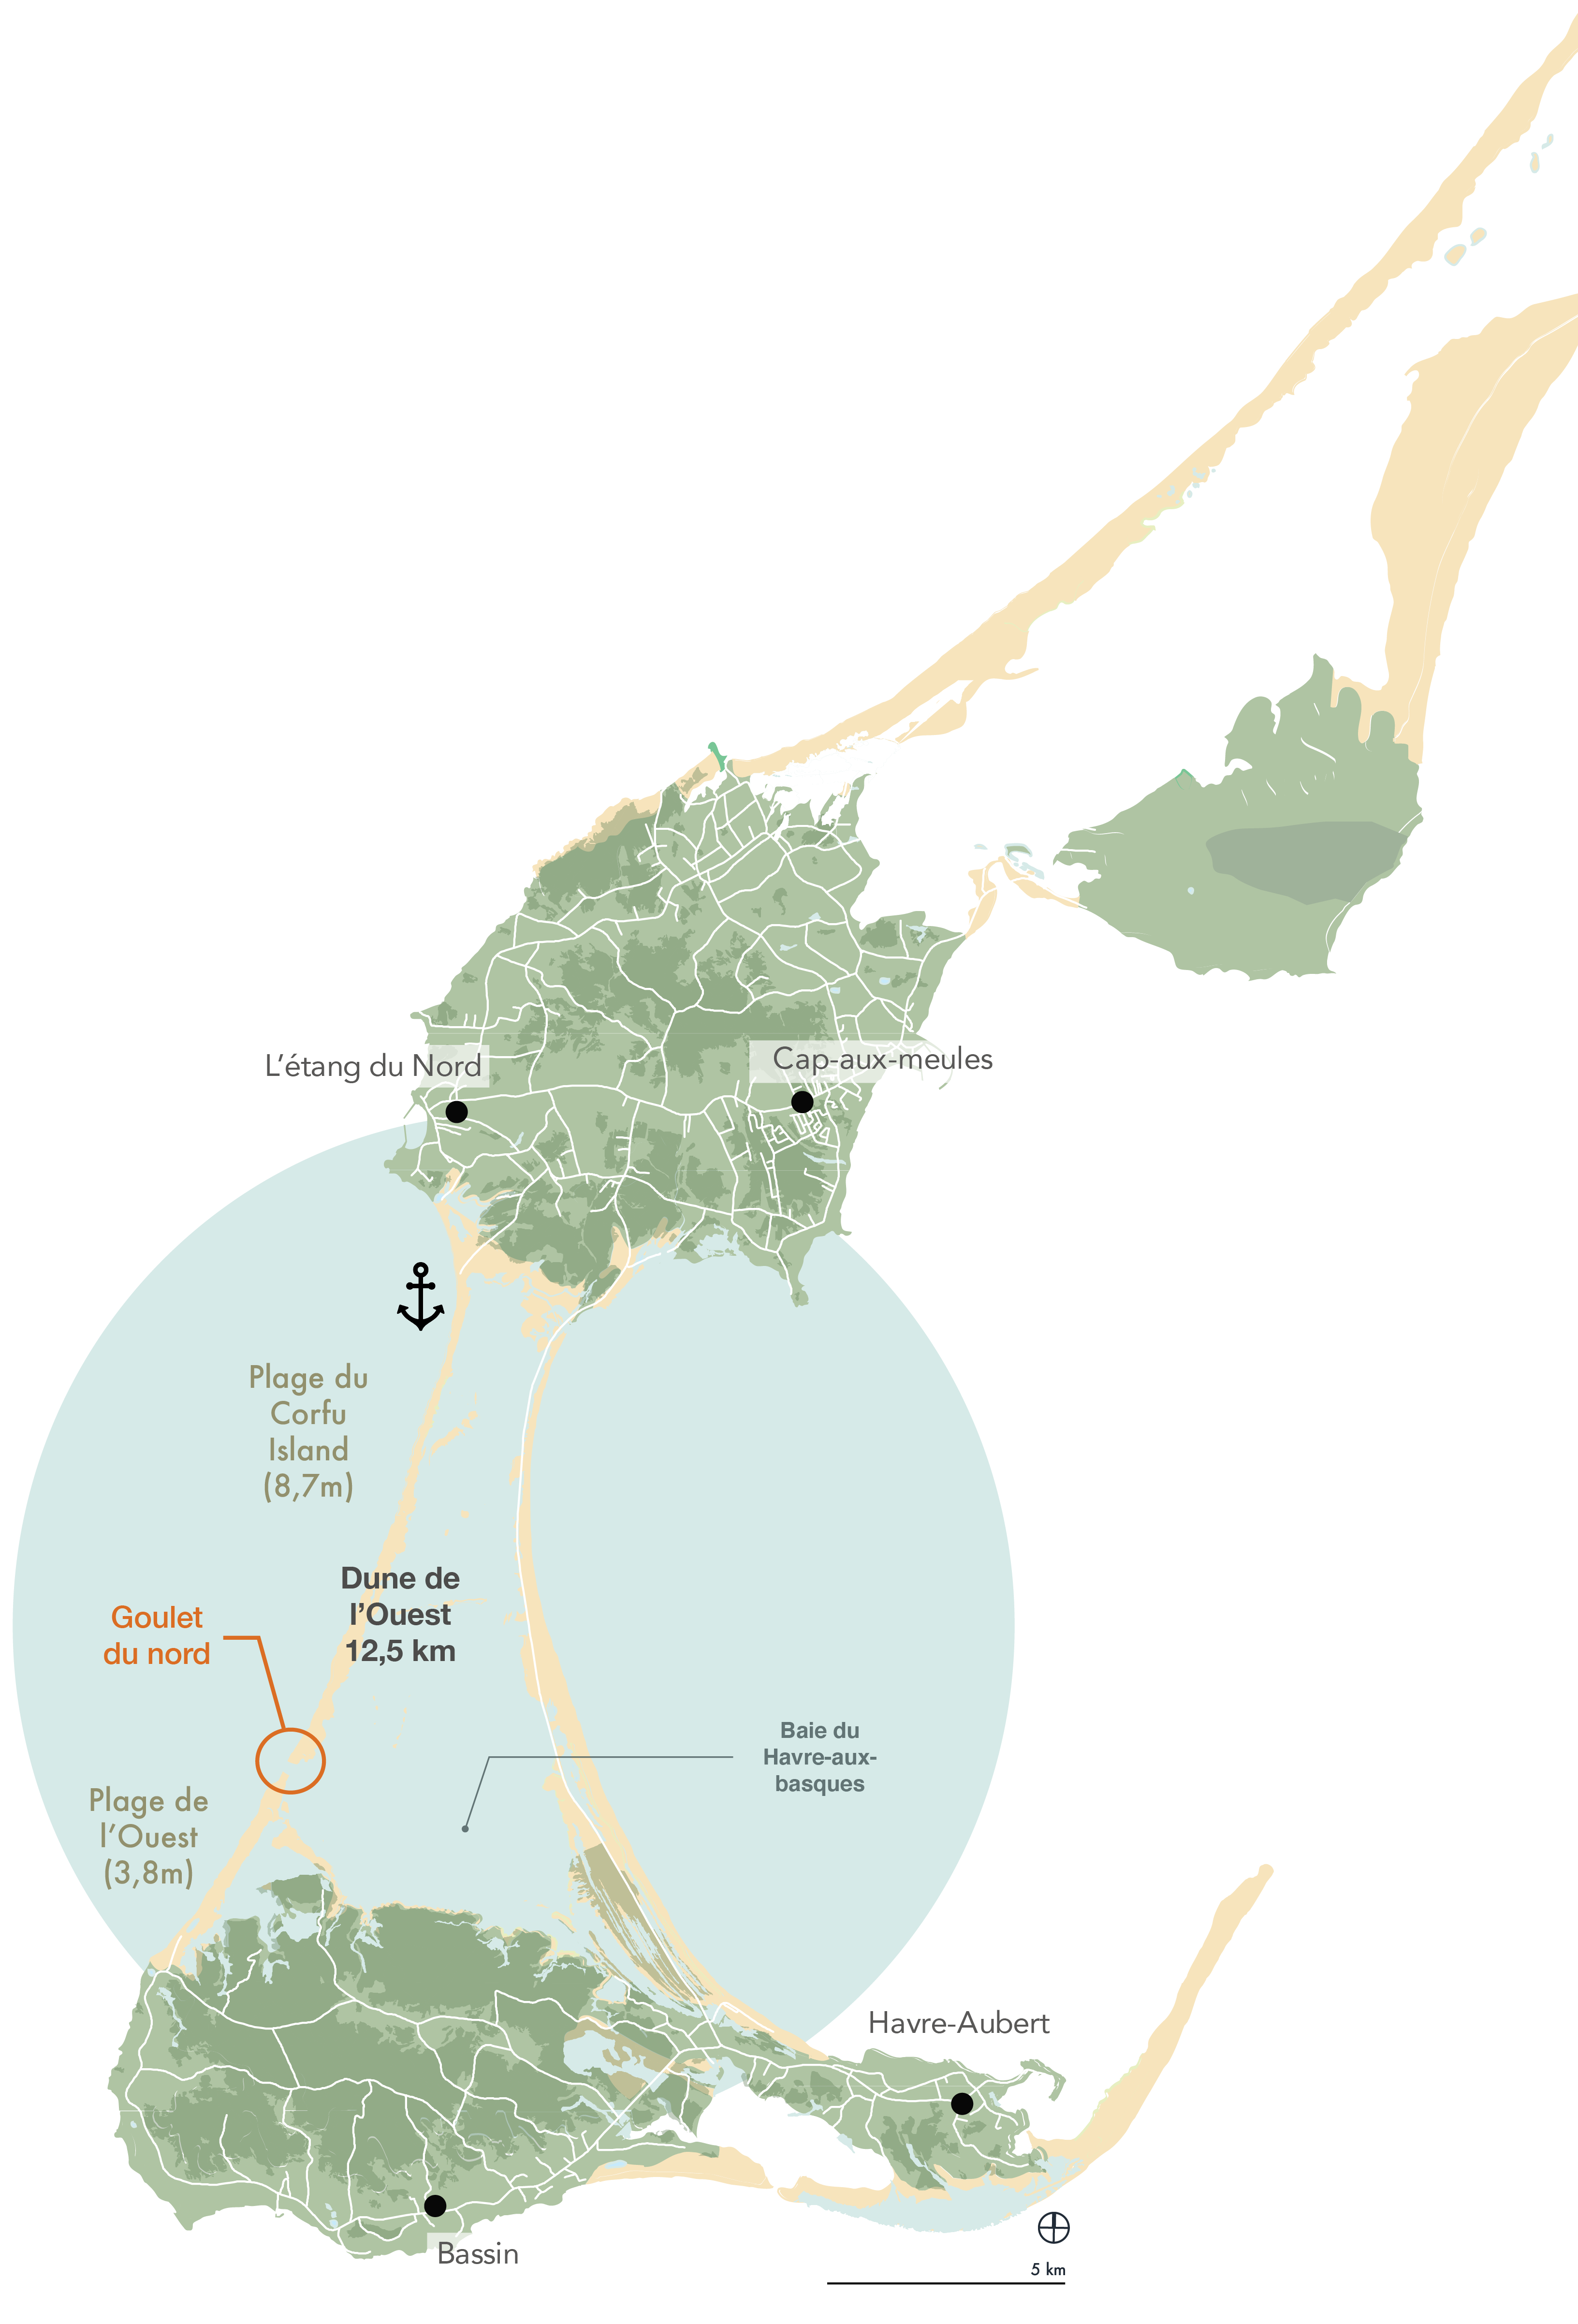 L'étang du Nord
Cap-aux-meules
Plage du
Corfu
Island
(8,7m)
Dune de
l'Ouest
12,5 km
Goulet
du nord
Baie du
Havre-aux-
basques
Plage de
l'Ouest
(3,8m)
Havre-Aubert
Bassin
5 km